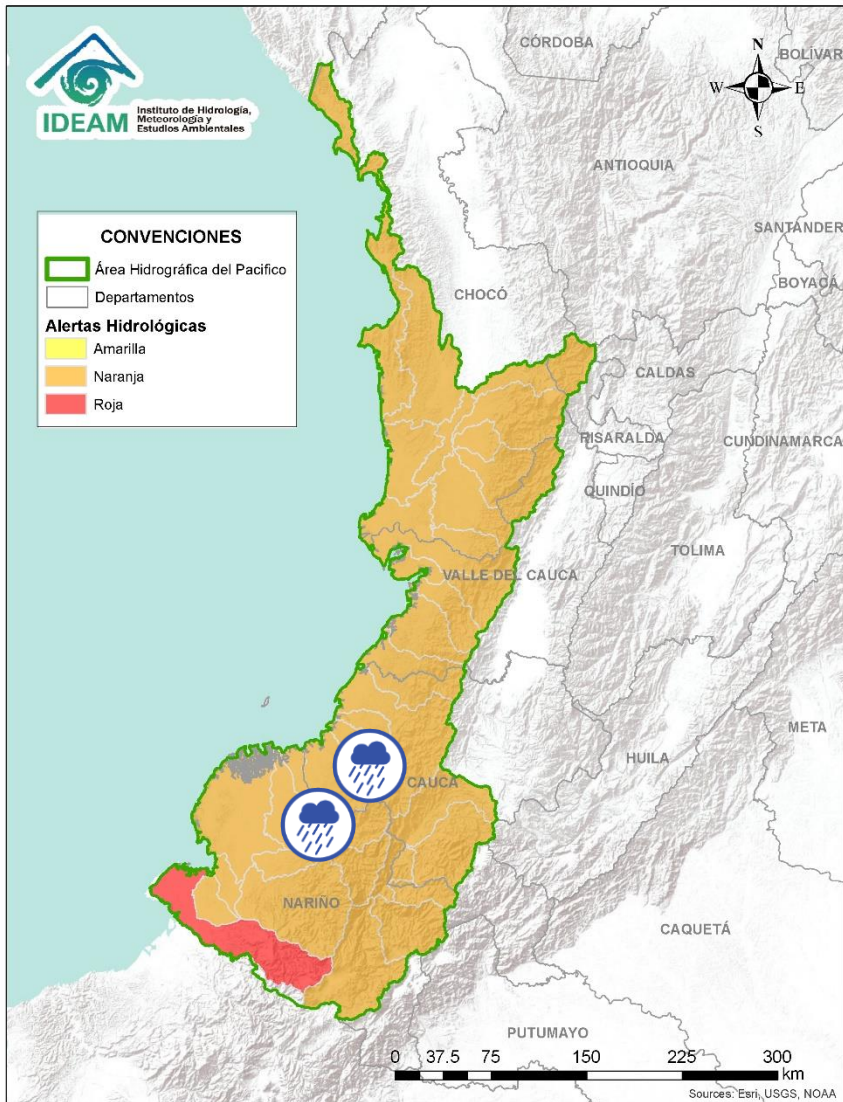 IDEAM
Instituto de Hidrología,
Meteorología y
Estudios Ambientales
CÓRDOBA
BOLÍVAR
N
W
E
S
ANTIOQUIA
SANTANDER
BOYACÁ
CONVENCIONES
Área Hidrográfica del Pacifico
Departamentos
Alertas Hidrológicas
Amarilla
Naranja
Roja
CHOCÓ
CALDAS
RISARALDA
CUNDINAMARCA
QUINDÍO
TOLIMA
VALLE DEL CAUCA
META
HUILA
CAUCA
NARIÑO
CAQUETÁ
PUTUMAYO
0 37.5 75 150 225 300
km
Sources: Esri, USGS, NOAA